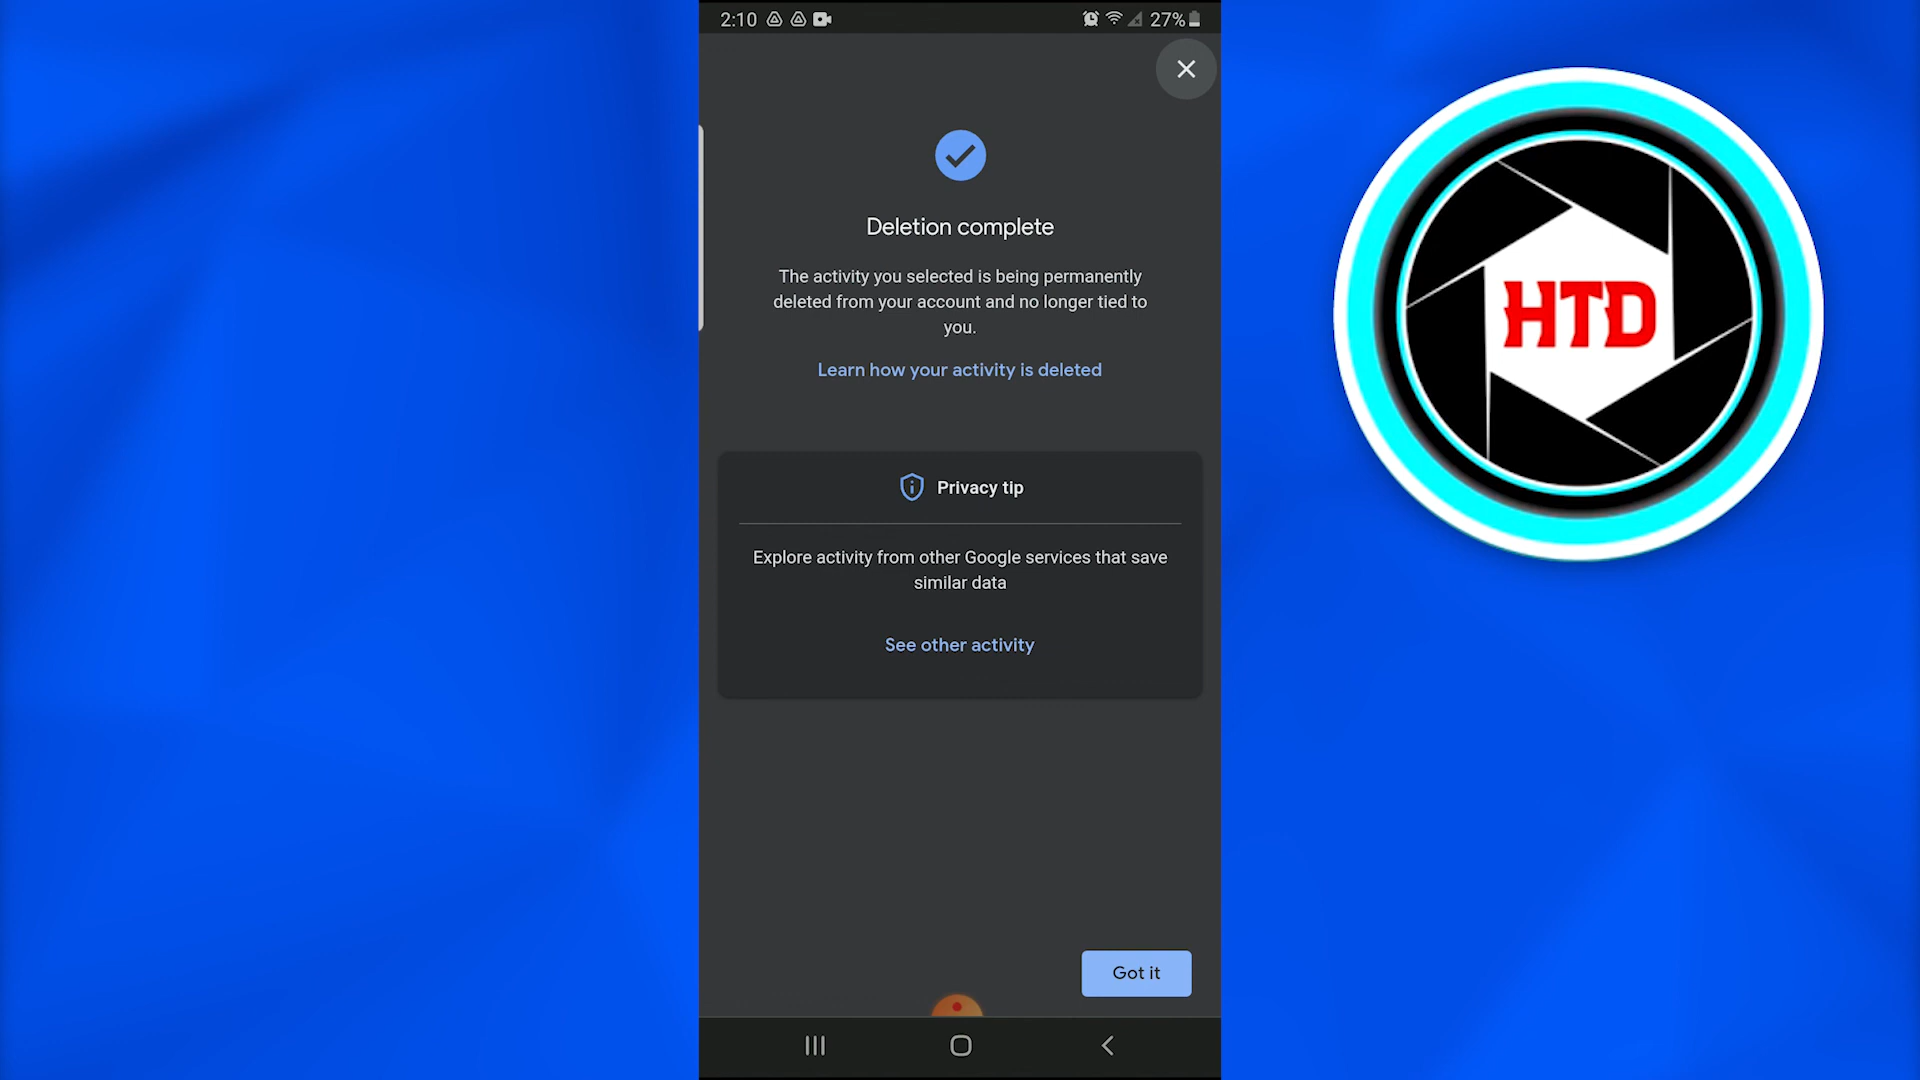 2:10
27%
Deletion complete
The activity you selected is being permanently
deleted from your account and no longer tied to
you.
Learn how your activity is deleted
HTD
Privacy tip
Explore activity from other Google services that save
similar data
See other activity
Got it